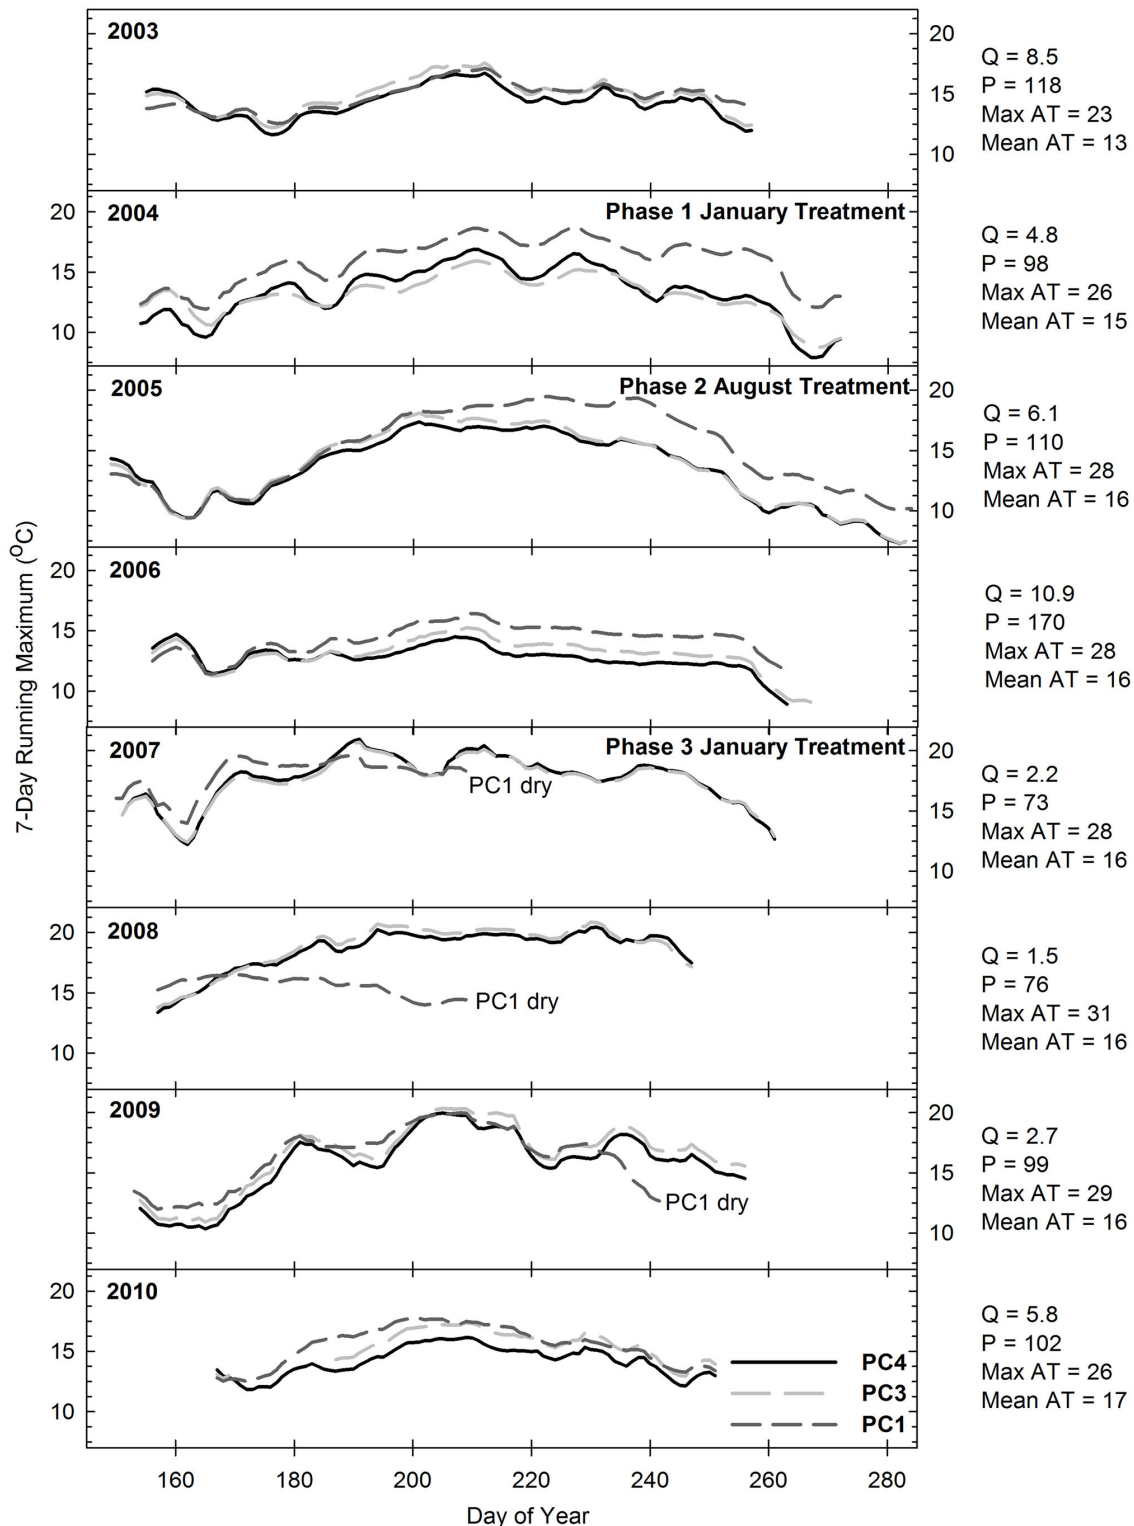 2003
20
15
10
Q = 8.5
P = 118
Max AT = 23
Mean AT = 13
2004
Phase 1 January Treatment
20
15
10
Q = 4.8
P = 98
Max AT = 26
Mean AT = 15
2005
Phase 2 August Treatment
20
15
10
Q = 6.1
P = 110
Max AT = 28
Mean AT = 16
7-Day Running Maximum (°C)
2006
20
15
10
20
15
10
Q = 10.9
P = 170
Max AT = 28
Mean AT = 16
2007
Phase 3 January Treatment
PC1 dry
20
15
10
Q = 2.2
P = 73
Max AT = 28
Mean AT = 16
2008
PC1 dry
20
15
10
Q = 1.5
P = 76
Max AT = 31
Mean AT = 16
2009
PC1 dry
20
15
10
Q = 2.7
P = 99
Max AT = 29
Mean AT = 16
2010
20
15
10
PC4
PC3
PC1
Q = 5.8
P = 102
Max AT = 26
Mean AT = 17
160 180 200 220 240 260 280
Day of Year